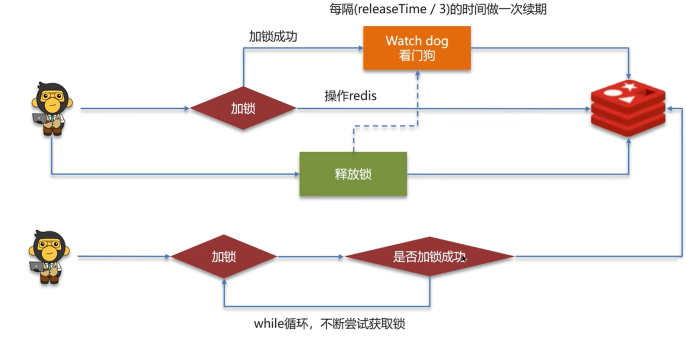 每隔(releaseTime / 3)的时间做一次续期
加锁成功
Watch dog
看门狗
加锁
操作redis
释放锁
加锁
是否加锁成功
while循环，不断尝试获取锁